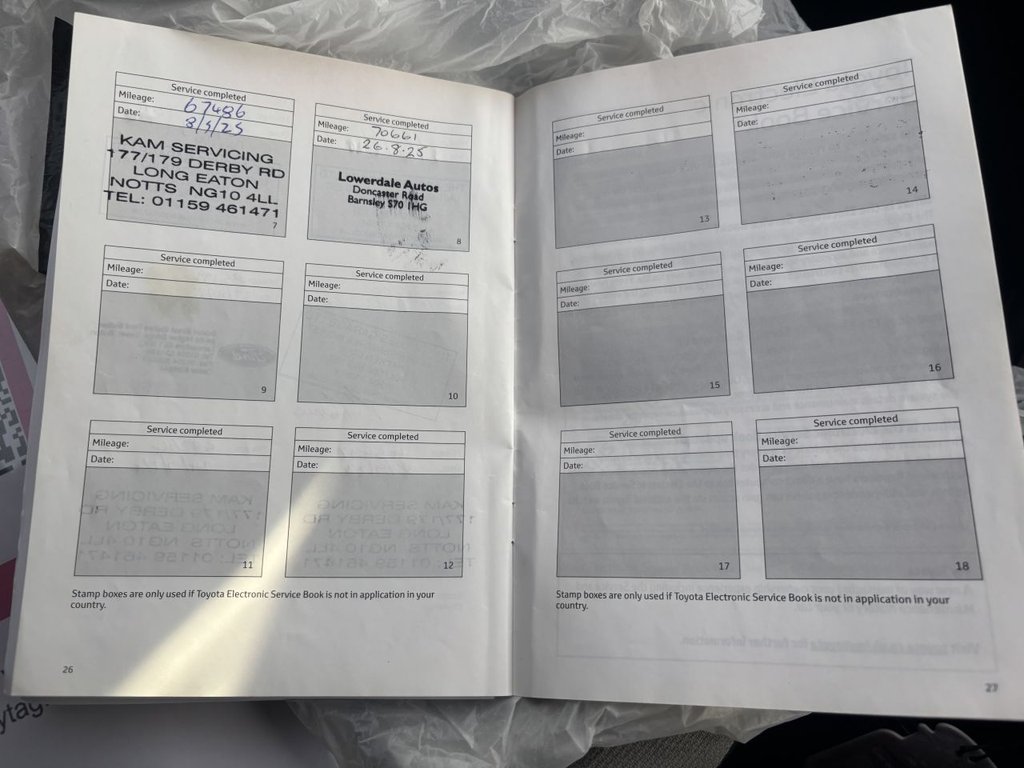 Service completed
Mileage: 67486
Date: 8/5/25
KAM SERVICING
177/179 DERBY RD
LONG EATON
NOTTS NG10 4LL
TEL: 01159 461471
7
Service completed
Mileage: 70661
Date: 26.8.25
Lowerdale Autos
Doncaster Road
Barnsley S70 1HG
8
Service completed
Mileage:
Date:
9
Service completed
Mileage:
Date:
10
Service completed
Mileage:
Date:
11
Service completed
Mileage:
Date:
12
Stamp boxes are only used if Toyota Electronic Service Book is not in application in your
country.
26
Service completed
Mileage:
Date:
13
Service completed
Mileage:
Date:
14
Service completed
Mileage:
Date:
15
Service completed
Mileage:
Date:
16
Service completed
Mileage:
Date:
17
Service completed
Mileage:
Date:
18
Stamp boxes are only used if Toyota Electronic Service Book is not in application in your
country.
27